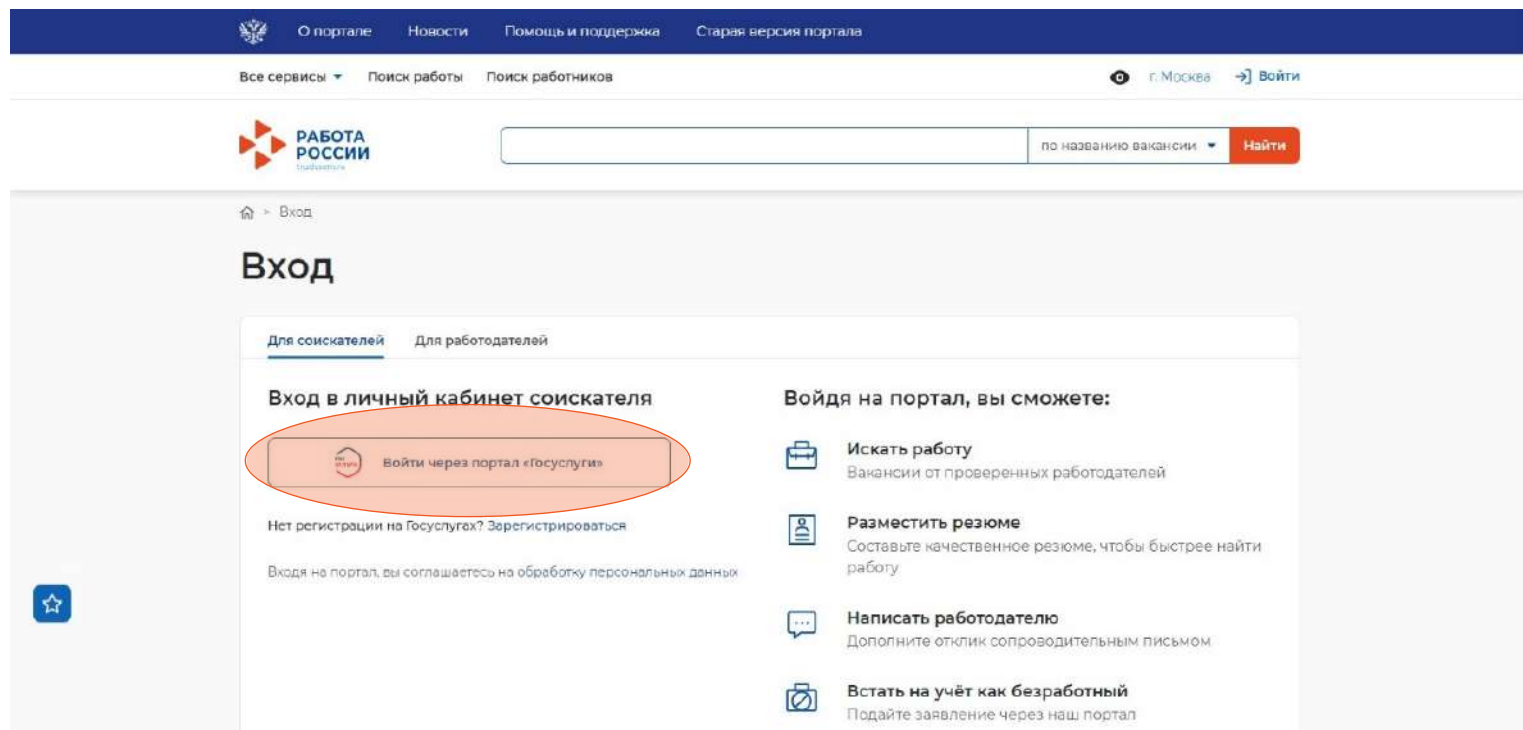 О портале Новости Помощь и поддержка Старая версия портала
Все сервисы Поиск работы Поиск работников г. Москва Войти
РАБОТА
РОССИИ
по названию вакансии Найти
Вход
Вход
Для соискателей Для работодателей
Вход в личный кабинет соискателя
Войти через портал «Госуслуги»
Нет регистрации на Госуслугах? Зарегистрироваться
Входя на портал, вы соглашаетесь на обработку персональных данных
Войдя на портал, вы сможете:
Искать работу
Вакансии от проверенных работодателей
Разместить резюме
Составьте качественное резюме, чтобы быстрее найти
работу
Написать работодателю
Дополните отклик сопроводительным письмом
Встать на учёт как безработный
Подайте заявление через наш портал